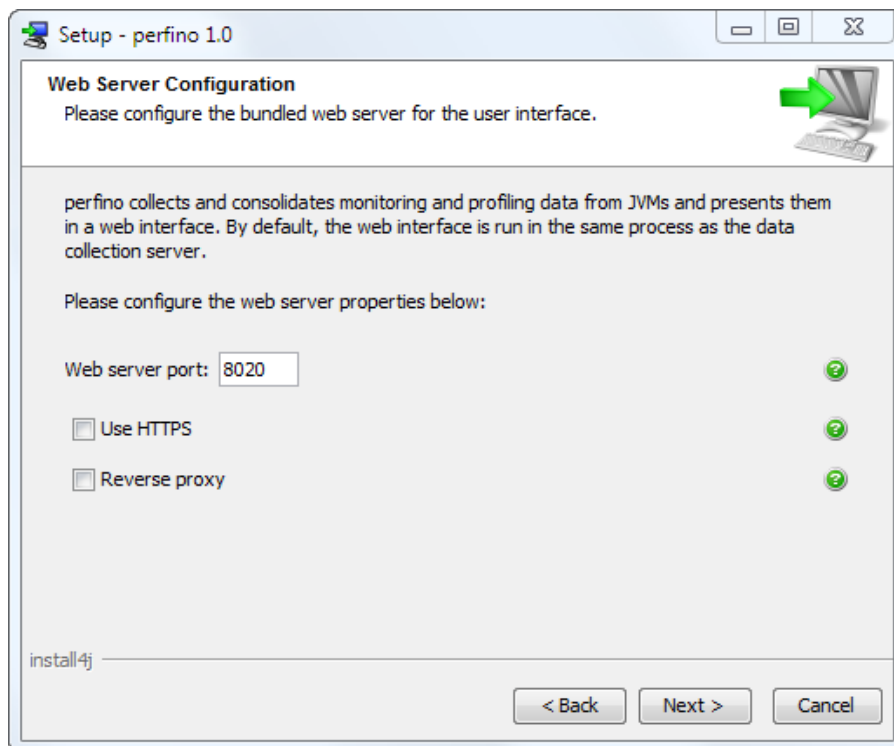 Setup - perfino 1.0
Web Server Configuration
Please configure the bundled web server for the user interface.
perfino collects and consolidates monitoring and profiling data from JVMs and presents them
in a web interface. By default, the web interface is run in the same process as the data
collection server.
Please configure the web server properties below:
Web server port: 8020
Use HTTPS
Reverse proxy
install4j
< Back Next > Cancel